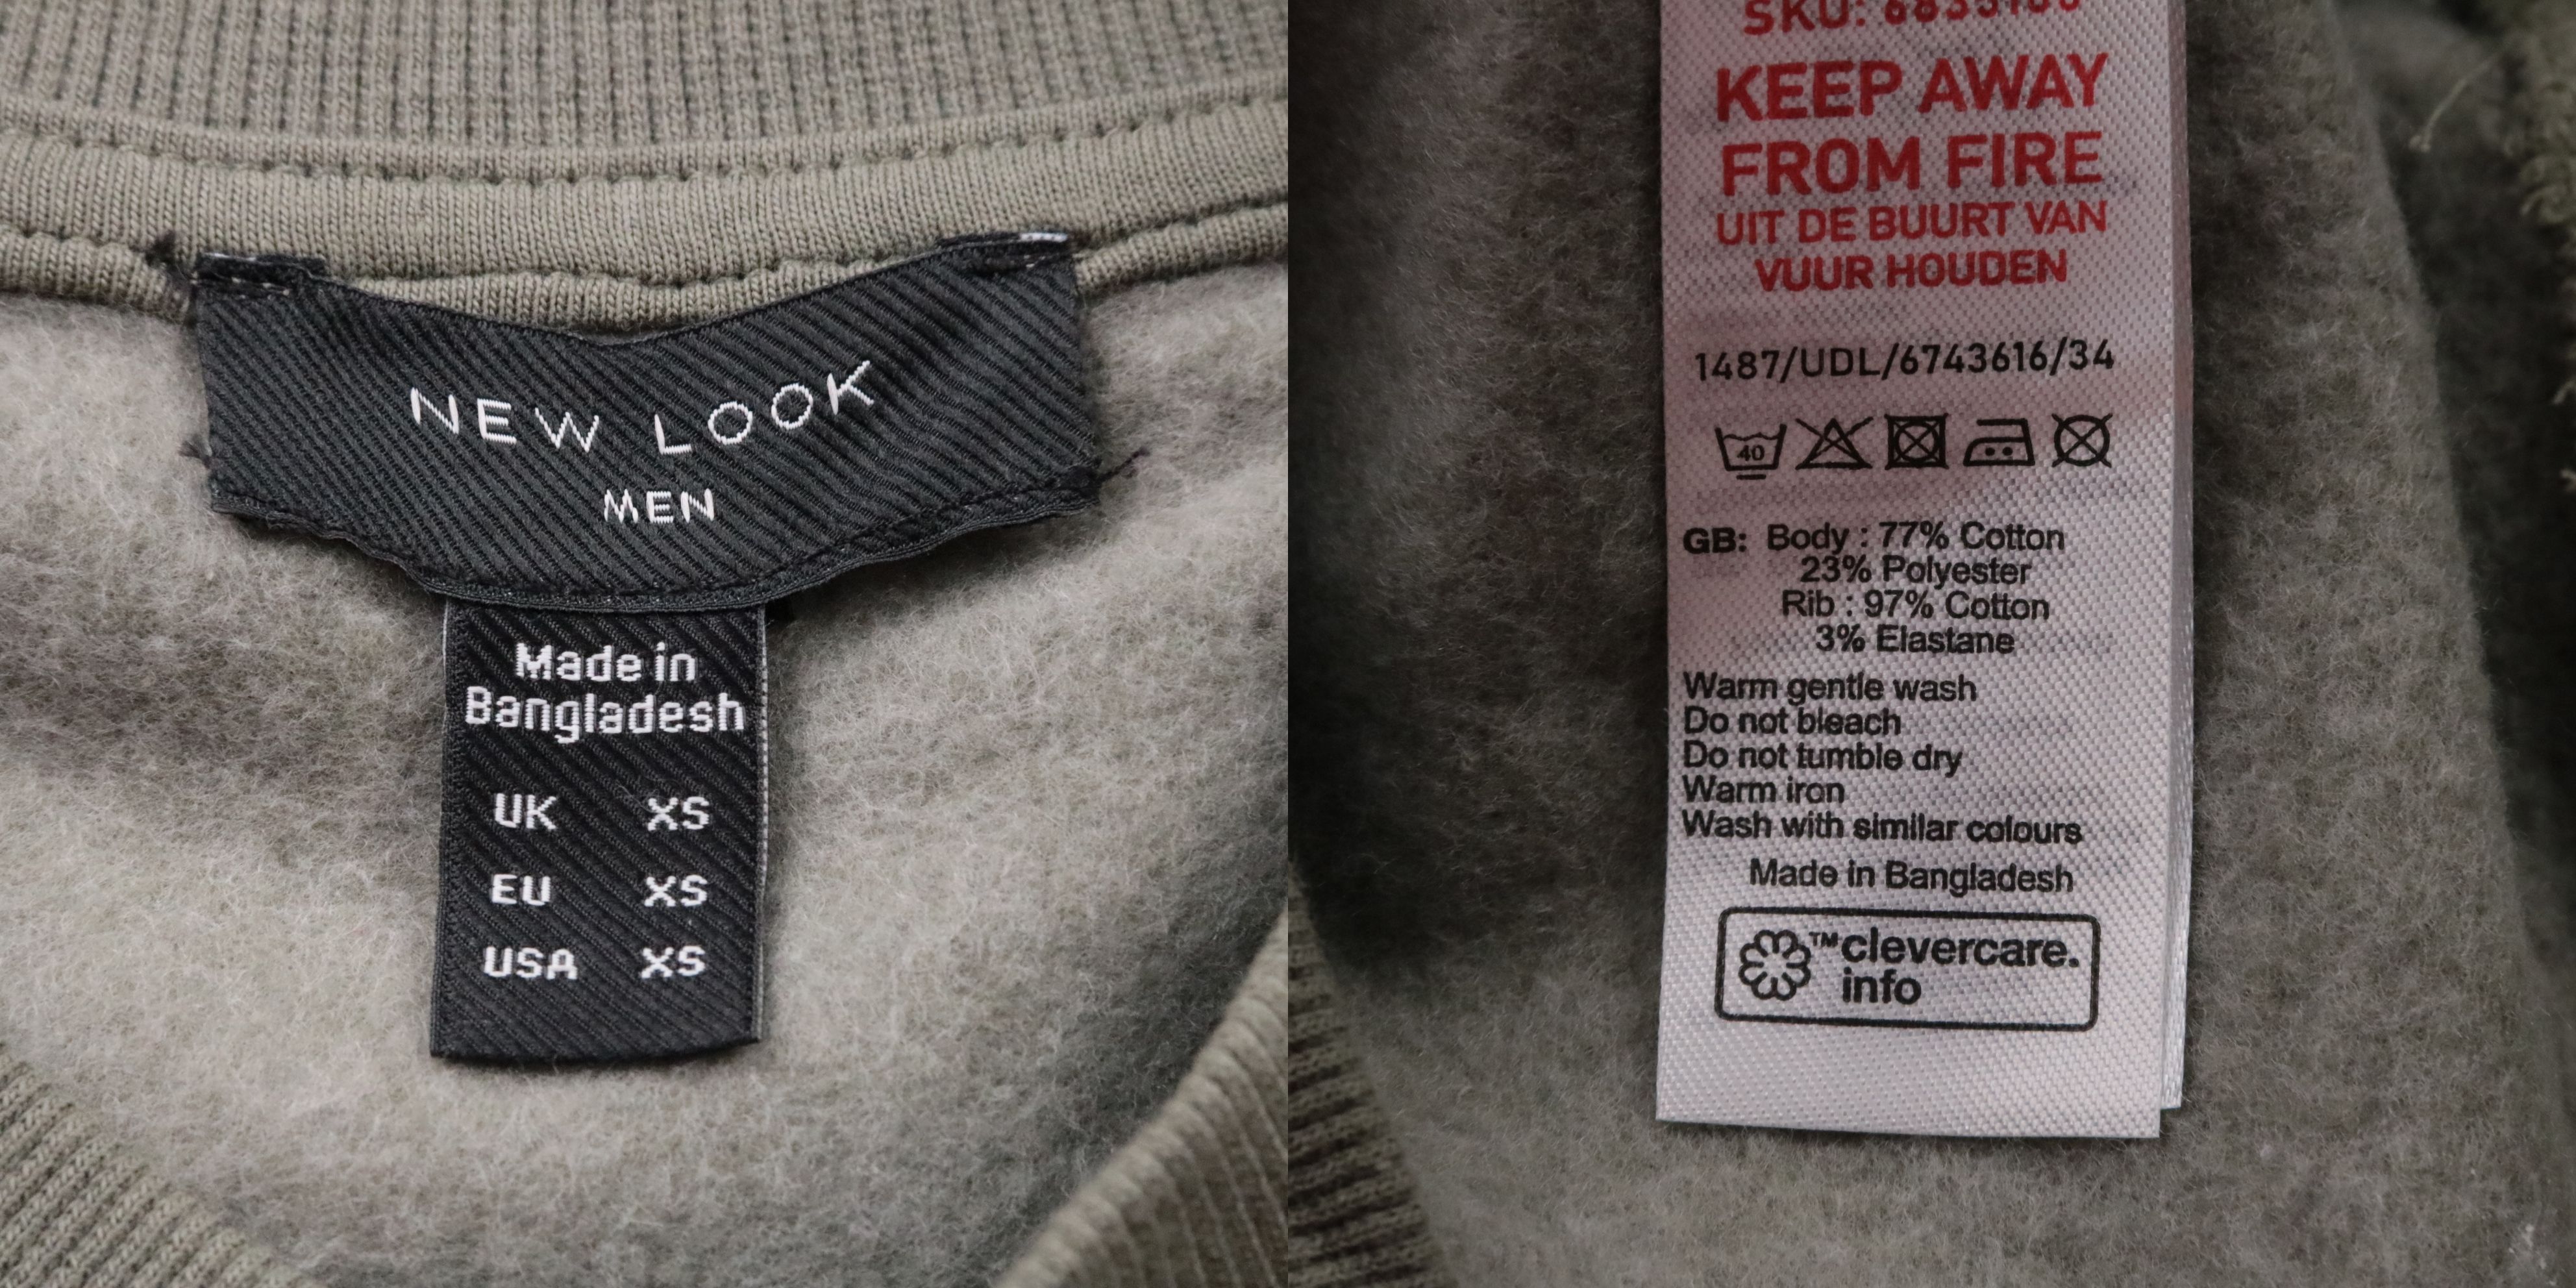 NEW LOOK
MEN
Made in
Bangladesh
UK XS
EU XS
USA XS
SKU:
KEEP AWAY
FROM FIRE
UIT DE BUURT VAN
VUUR HOUDEN
1487/UDL/6743616/34
40
GB: Body : 77% Cotton
23% Polyester
Rib : 97% Cotton
3% Elastane
Warm gentle wash
Do not bleach
Do not tumble dry
Warm iron
Wash with similar colours
Made in Bangladesh
™clevercare.
info